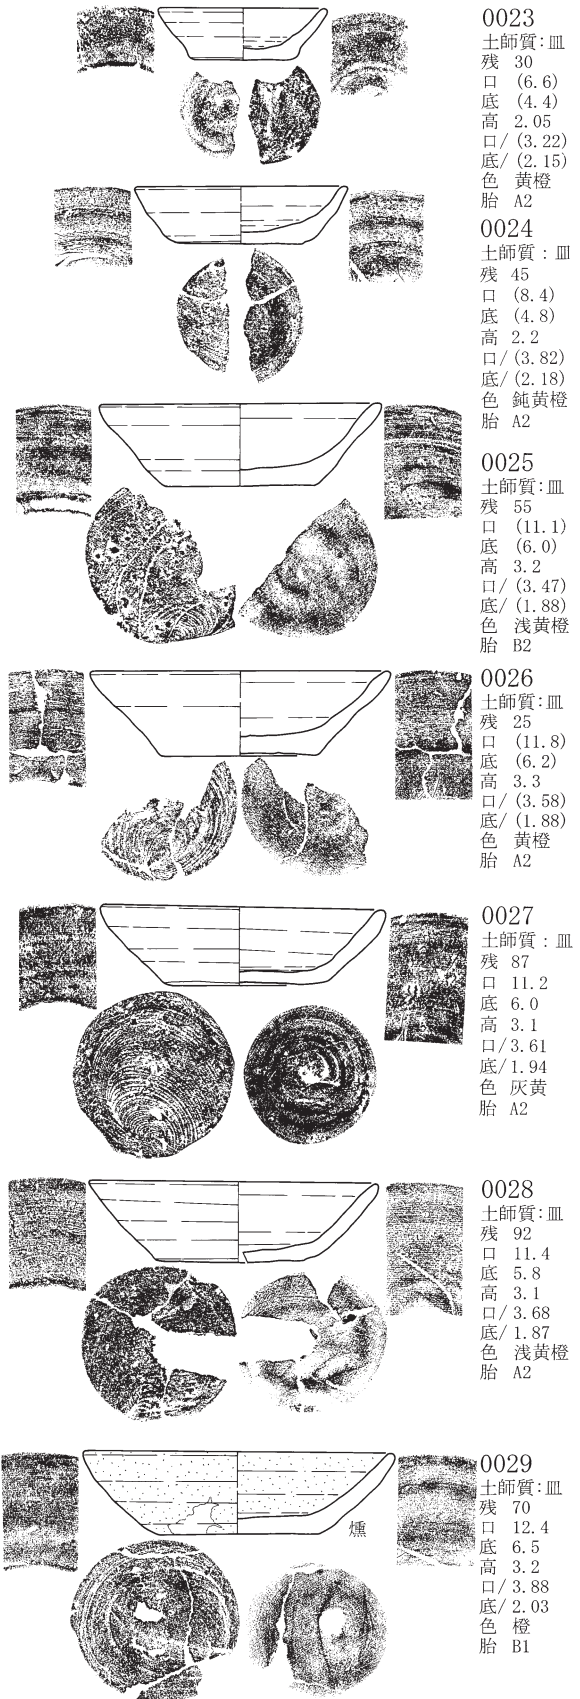 0023
土師質:皿
残 30
口 (6.6)
底 (4.4)
高 2.05
口/(3.22)
底/(2.15)
色 黄橙
胎 A2
0024
土師質:皿
残 45
口 (8.4)
底 (4.8)
高 2.2
口/(3.82)
底/(2.18)
色 鈍黄橙
胎 A2
0025
土師質:皿
残 55
口 (11.1)
底 (6.0)
高 3.2
口/(3.47)
底/(1.88)
色 浅黄橙
胎 B2
0026
土師質:皿
残 25
口 (11.8)
底 (6.2)
高 3.3
口/(3.58)
底/(1.88)
色 黄橙
胎 A2
0027
土師質:皿
残 87
口 11.2
底 6.0
高 3.1
口/3.61
底/1.94
色 灰黄
胎 A2
0028
土師質:皿
残 92
口 11.4
底 5.8
高 3.1
口/3.68
底/1.87
色 浅黄橙
胎 A2
0029
土師質:皿
残 70
口 12.4
底 6.5
高 3.2
口/3.88
底/2.03
色 橙
胎 B1
燻